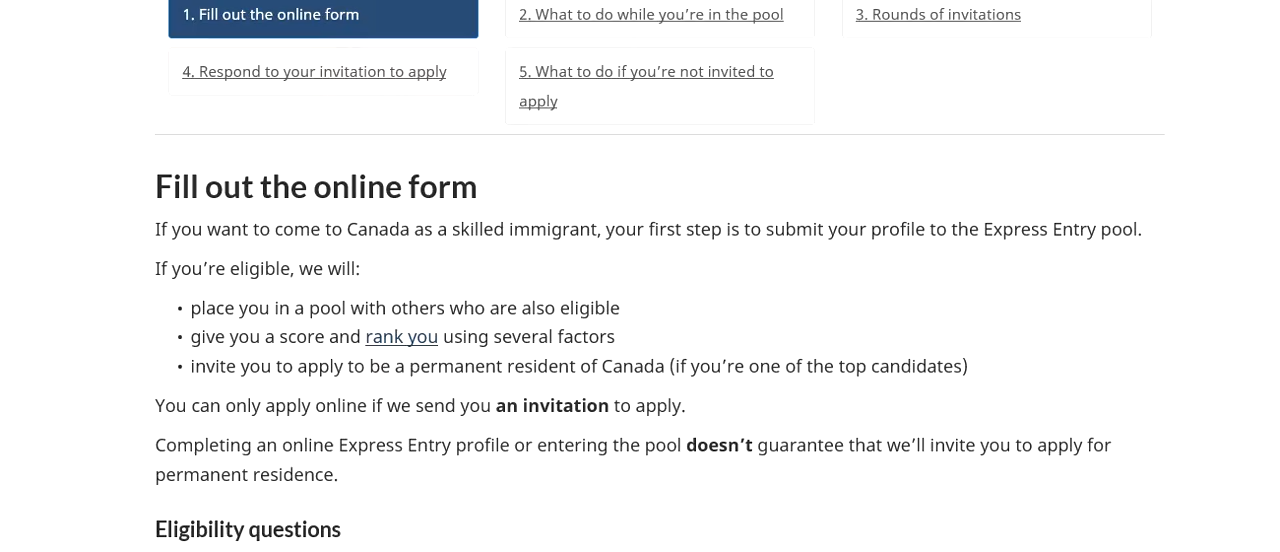 1. Fill out the online form
2. What to do while you’re in the pool
3. Rounds of invitations
4. Respond to your invitation to apply
5. What to do if you’re not invited to
apply
Fill out the online form
If you want to come to Canada as a skilled immigrant, your first step is to submit your profile to the Express Entry pool.
If you’re eligible, we will:
• place you in a pool with others who are also eligible
• give you a score and rank you using several factors
• invite you to apply to be a permanent resident of Canada (if you’re one of the top candidates)
You can only apply online if we send you an invitation to apply.
Completing an online Express Entry profile or entering the pool doesn’t guarantee that we’ll invite you to apply for
permanent residence.
Eligibility questions